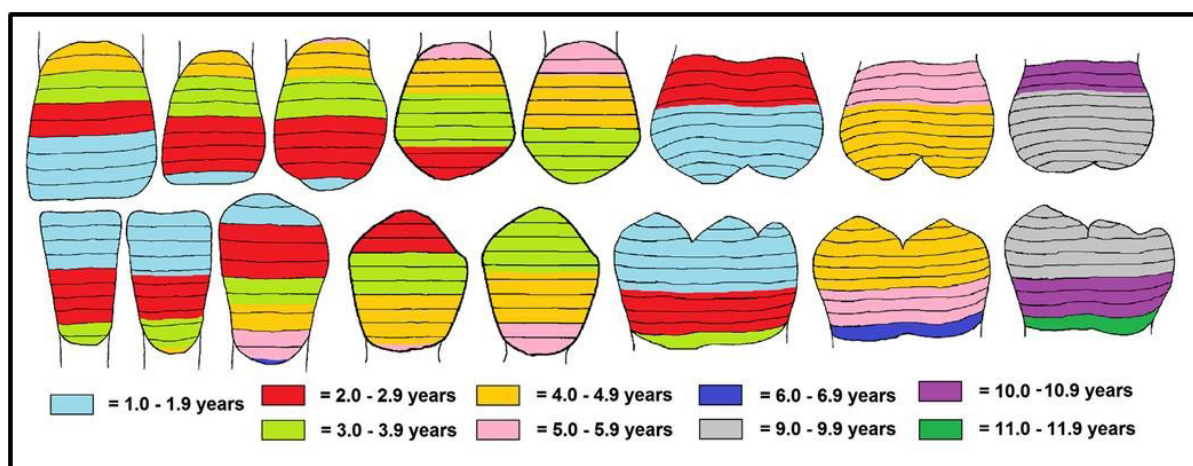 = 1.0 - 1.9 years
= 2.0 - 2.9 years
= 3.0 - 3.9 years
= 4.0 - 4.9 years
= 5.0 - 5.9 years
= 6.0 - 6.9 years
= 9.0 - 9.9 years
= 10.0 -10.9 years
= 11.0 - 11.9 years